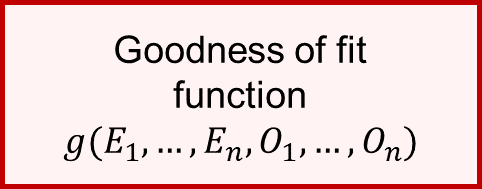 Goodness of fit
function
g(E₁, … , Eₙ, O₁, … , Oₙ)